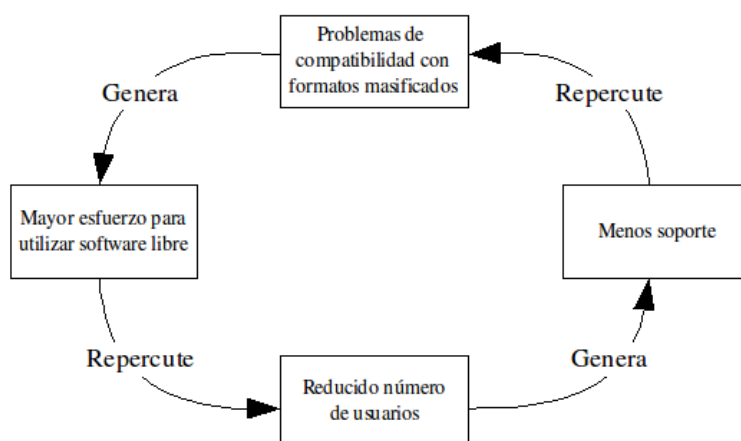 Problemas de
compatibilidad con
formatos masificados
Genera
Repercute
Mayor esfuerzo para
utilizar software libre
Menos soporte
Repercute
Genera
Reducido número
de usuarios